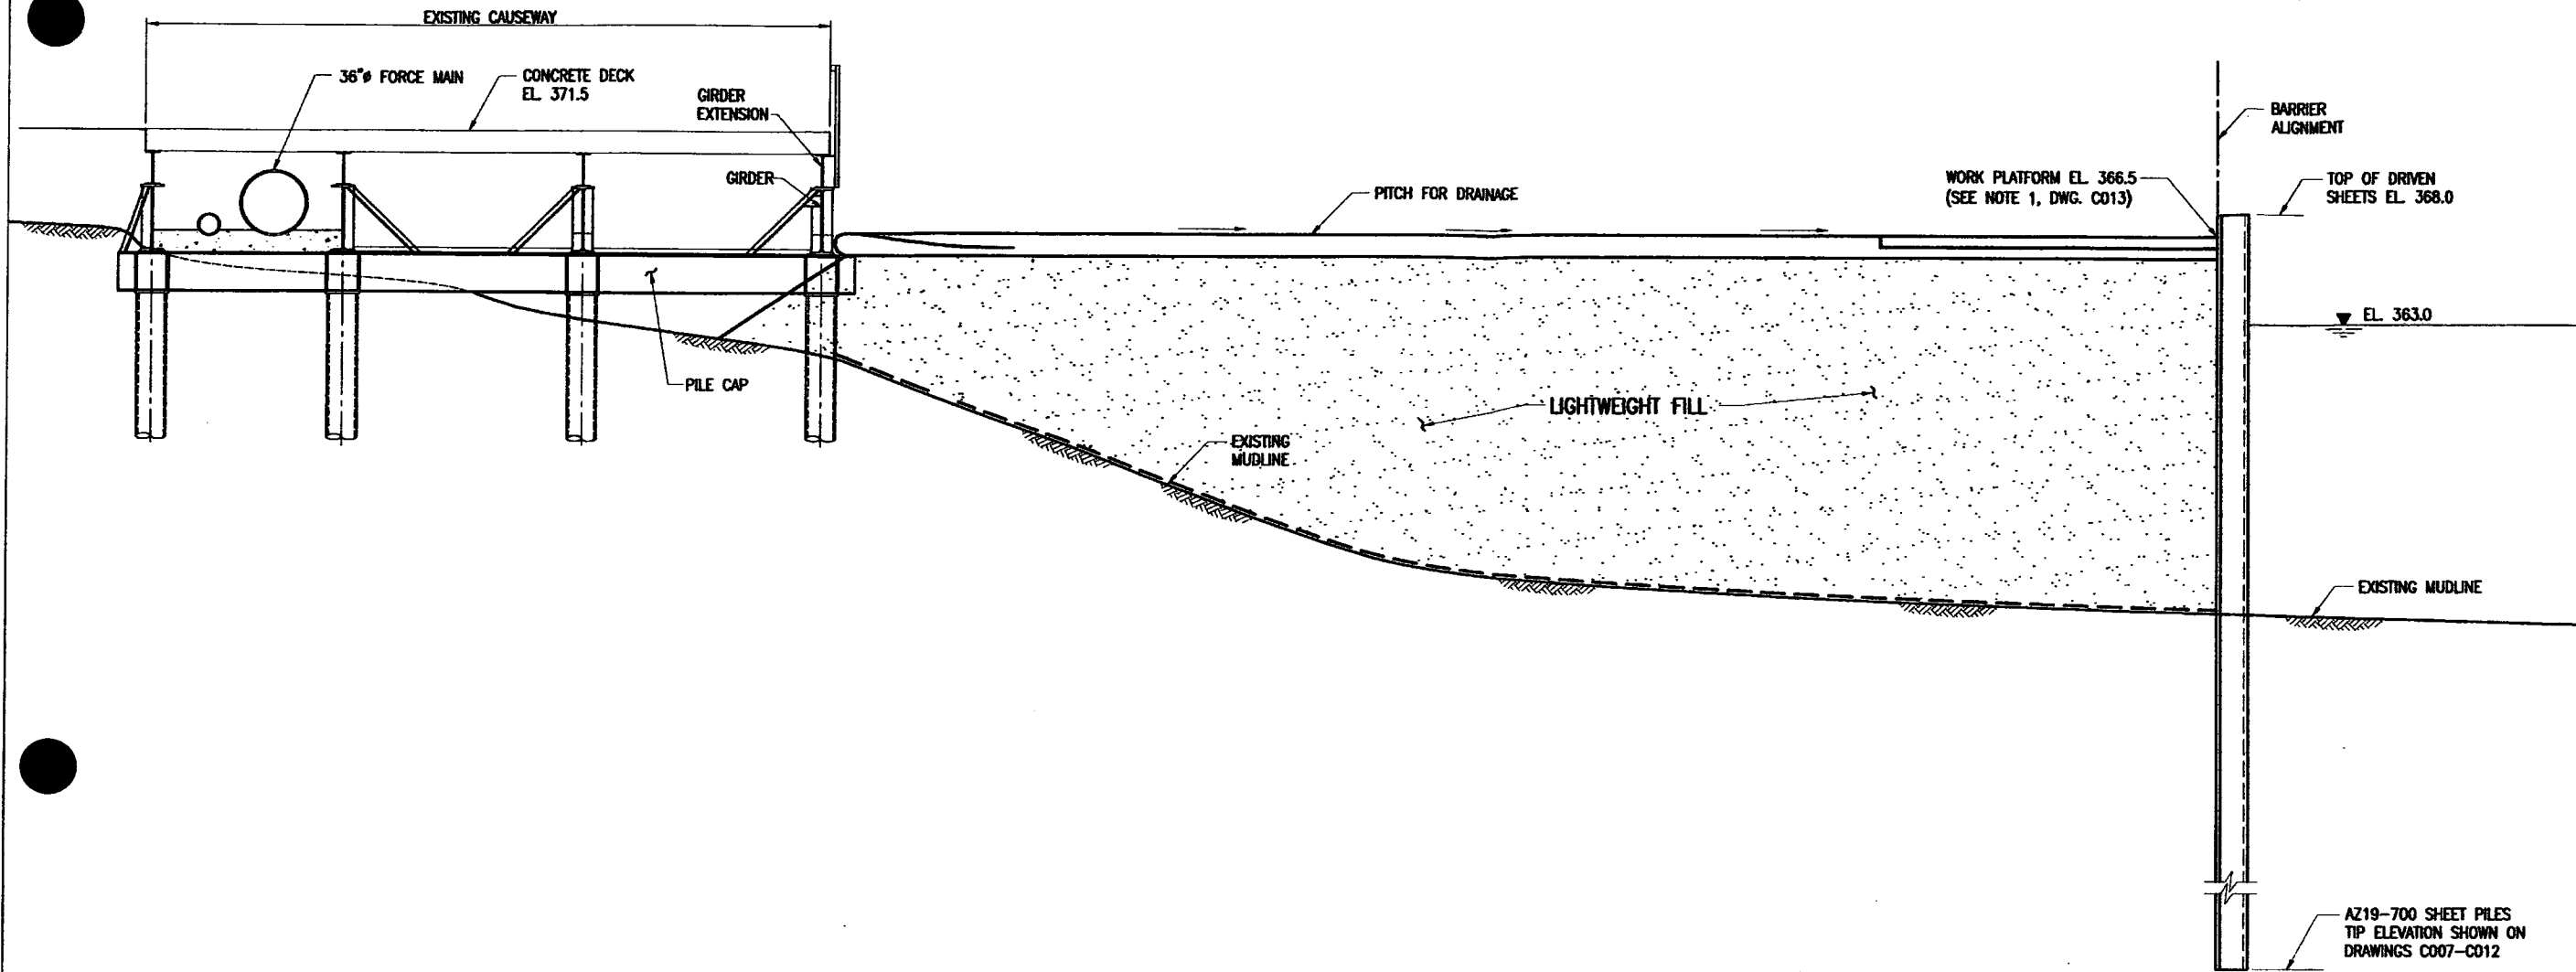 EXISTING CAUSEWAY
36"ø FORCE MAIN
CONCRETE DECK
EL. 371.5
GIRDER
EXTENSION
GIRDER
PITCH FOR DRAINAGE
WORK PLATFORM EL. 366.5
(SEE NOTE 1, DWG. C013)
BARRIER
ALIGNMENT
TOP OF DRIVEN
SHEETS EL. 368.0
EL. 363.0
PILE CAP
LIGHTWEIGHT FILL
EXISTING
MUDLINE
EXISTING MUDLINE
AZ19-700 SHEET PILES
TIP ELEVATION SHOWN ON
DRAWINGS C007-C012